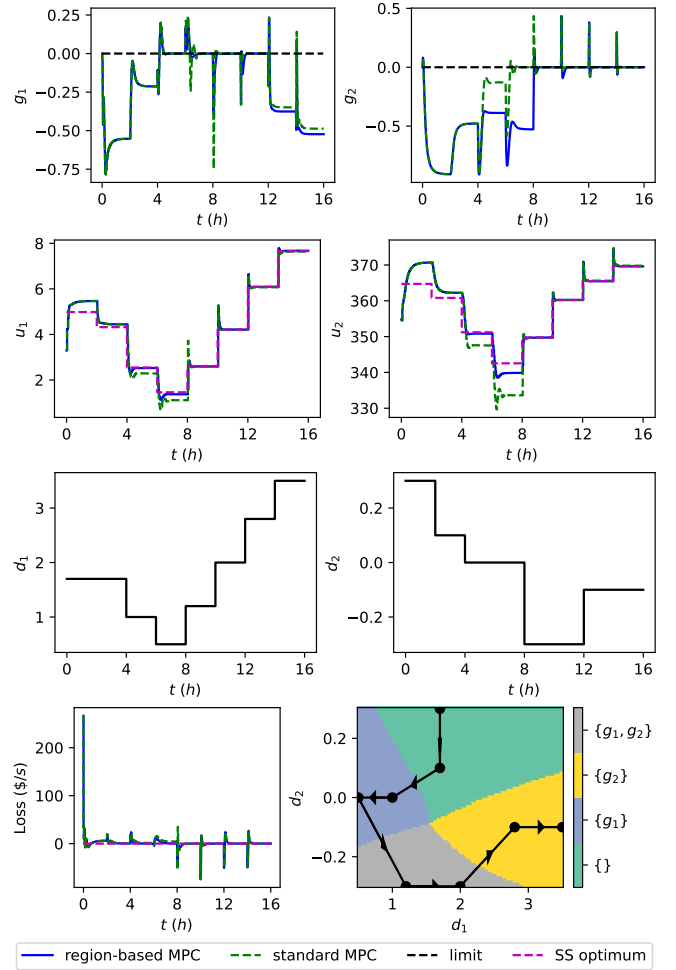 0.00
−0.25
−0.50
−0.75
g1
0 4 8 12 16
t (h)
0.0
−0.5
g2
0 4 8 12 16
t (h)
8
6
4
2
u1
0 4 8 12 16
t (h)
370
360
350
340
330
u2
0 4 8 12 16
t (h)
3
2
1
d1
0 4 8 12 16
t (h)
0.2
0.0
−0.2
d2
0 4 8 12 16
t (h)
200
100
0
Loss ($/s)
0 4 8 12 16
t (h)
0.2
0.0
−0.2
d2
1 2 3
d1
{g1, g2}
{g2}
{g1}
{}
region-based MPC standard MPC limit SS optimum